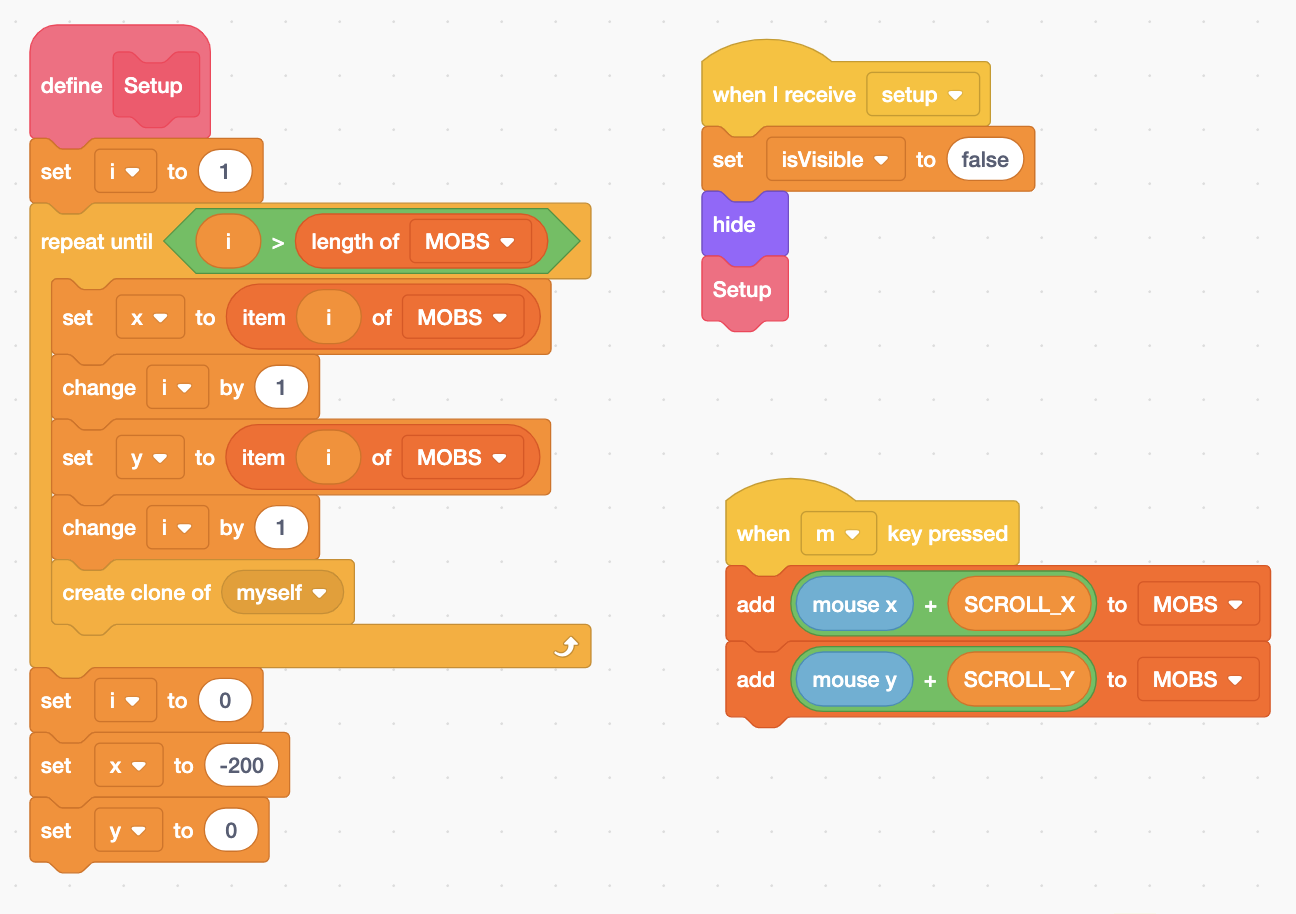 define Setup
set i to 1
repeat until i > length of MOBS
set x to item i of MOBS
change i by 1
set y to item i of MOBS
change i by 1
create clone of myself
set i to 0
set x to -200
set y to 0
when I receive setup
set isVisible to false
hide
Setup
when m key pressed
add mouse x + SCROLL_X to MOBS
add mouse y + SCROLL_Y to MOBS